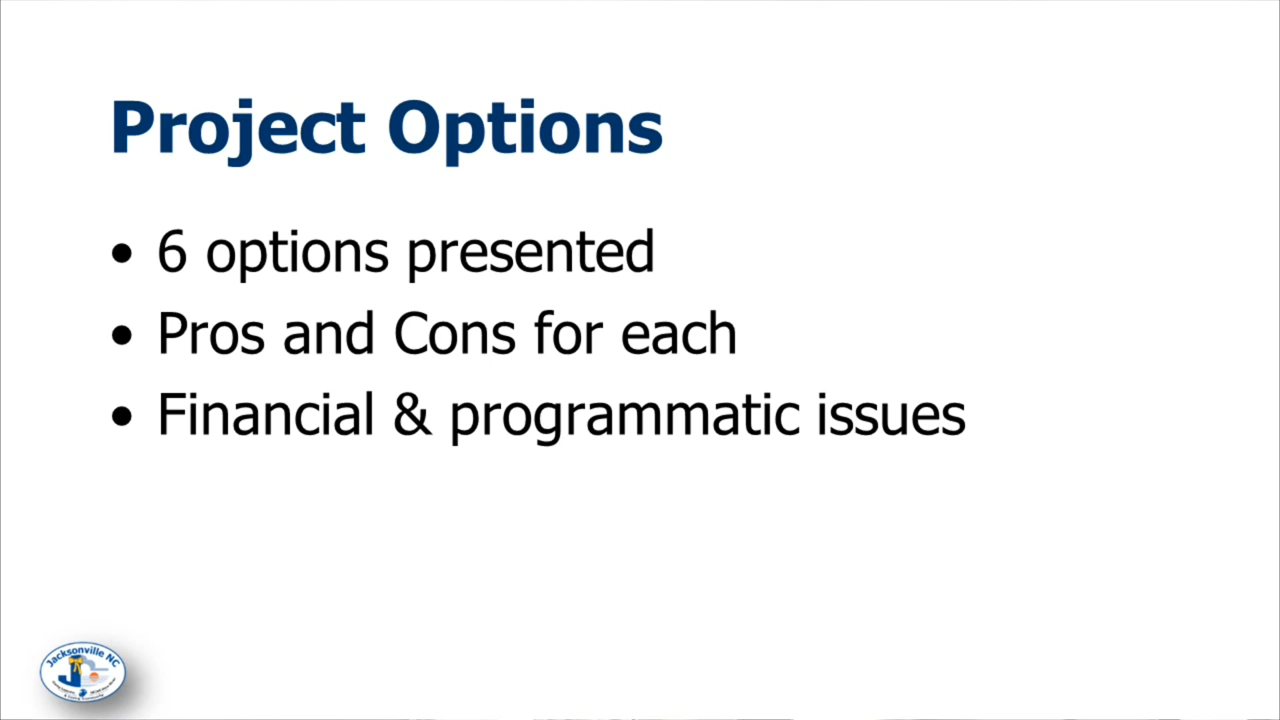 Project Options
• 6 options presented
• Pros and Cons for each
• Financial & programmatic issues
Jacksonville NC